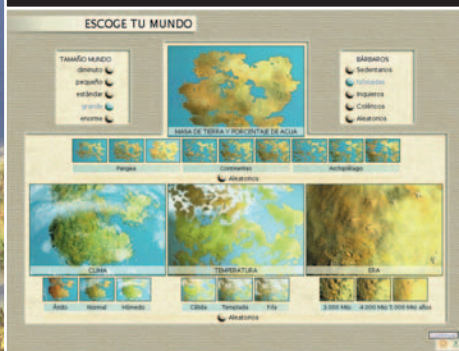 ESCOGE TU MUNDO
TAMAÑO MUNDO
diminuto
pequeño
estándar
grande
enorme
BÁRBAROS
Sedentarios
Nómadas
Inquieros
Coléricos
Aleatorios
MASA DE TIERRA Y PORCENTAJE DE AGUA
Pangea
Continentes
Archipiélago
Aleatorios
CLIMA
TEMPERATURA
ERA
Árido
Normal
Húmedo
Cálida
Templada
Fría
3.000 Mio
4.000 Mio
5.000 Mio años
Aleatorios